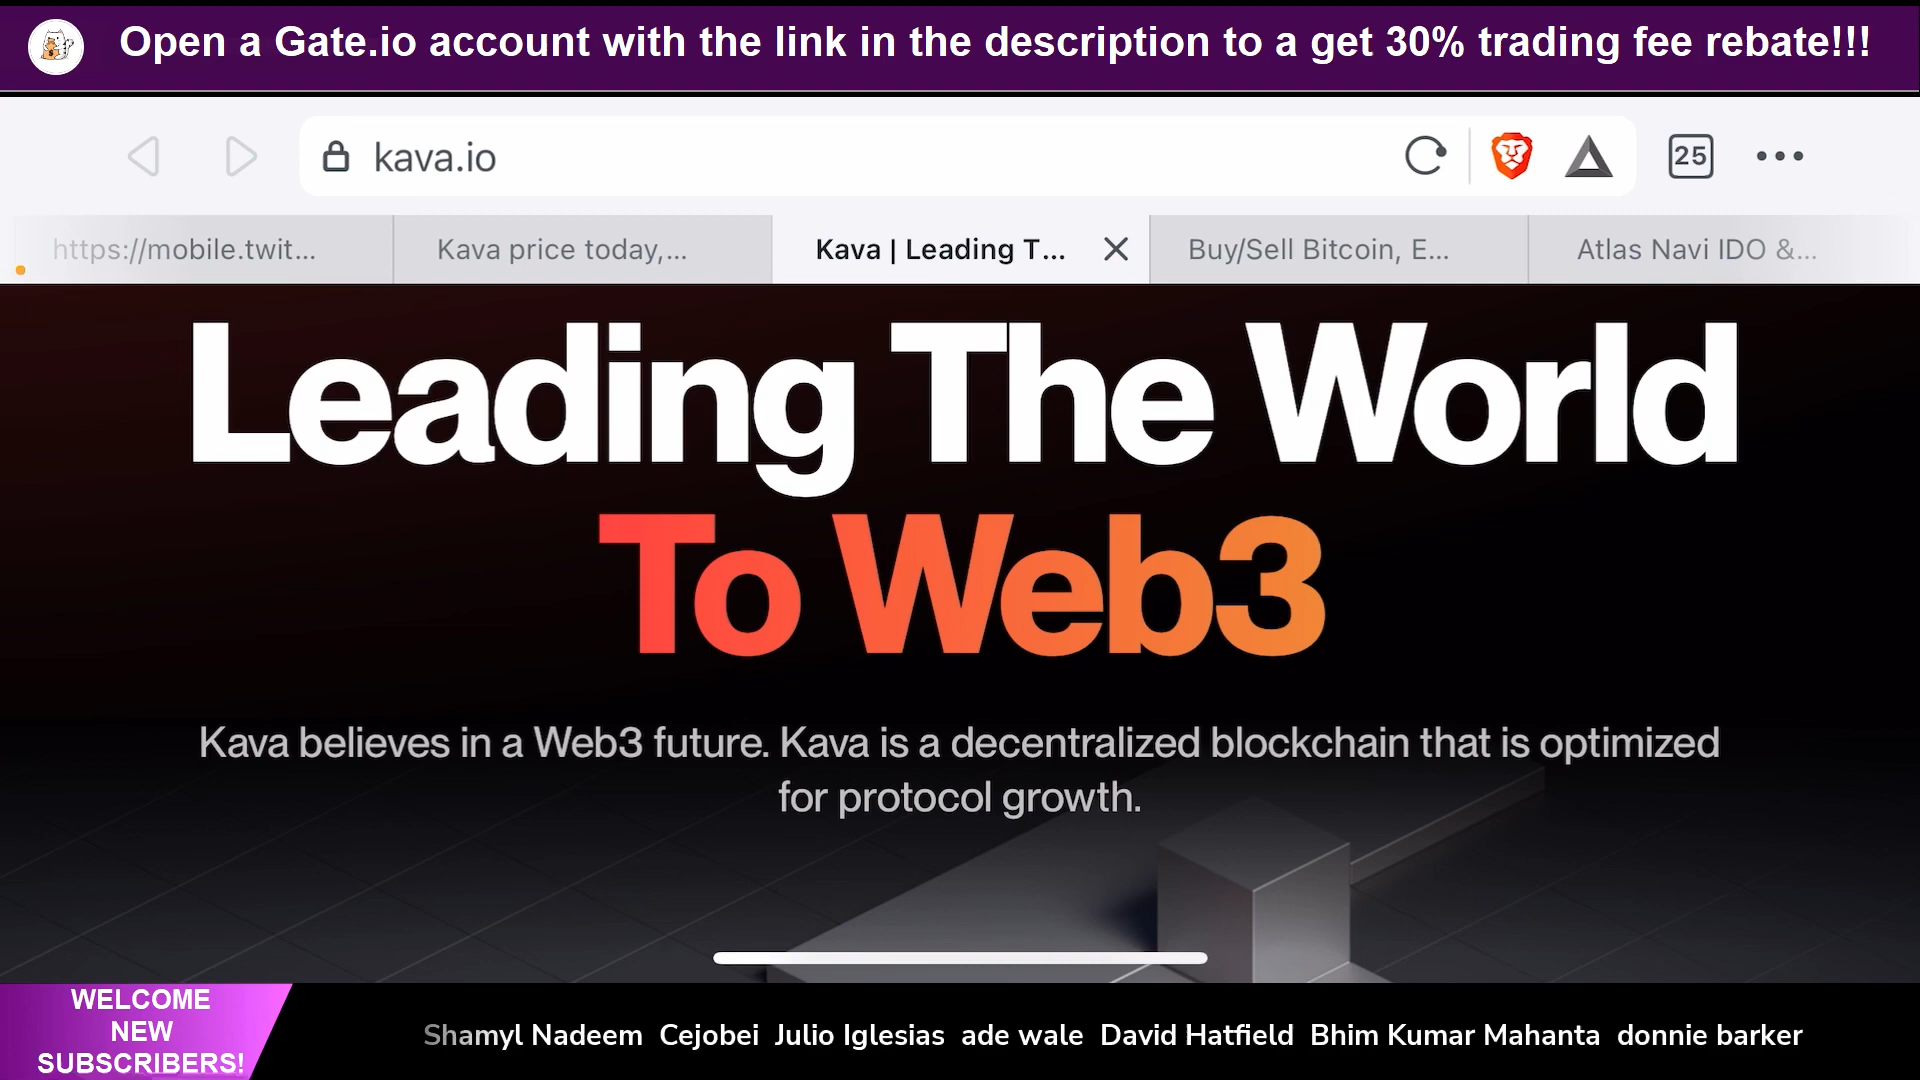 Open a Gate.io account with the link in the description to a get 30% trading fee rebate!!!
kava.io
25
https://mobile.twit...
Kava price today,...
Kava | Leading T...
Buy/Sell Bitcoin, E...
Atlas Navi IDO &...
Leading The World
To Web3
Kava believes in a Web3 future. Kava is a decentralized blockchain that is optimized
for protocol growth.
WELCOME
NEW
SUBSCRIBERS!
Shamyl Nadeem Cejobei Julio Iglesias ade wale David Hatfield Bhim Kumar Mahanta donnie barker